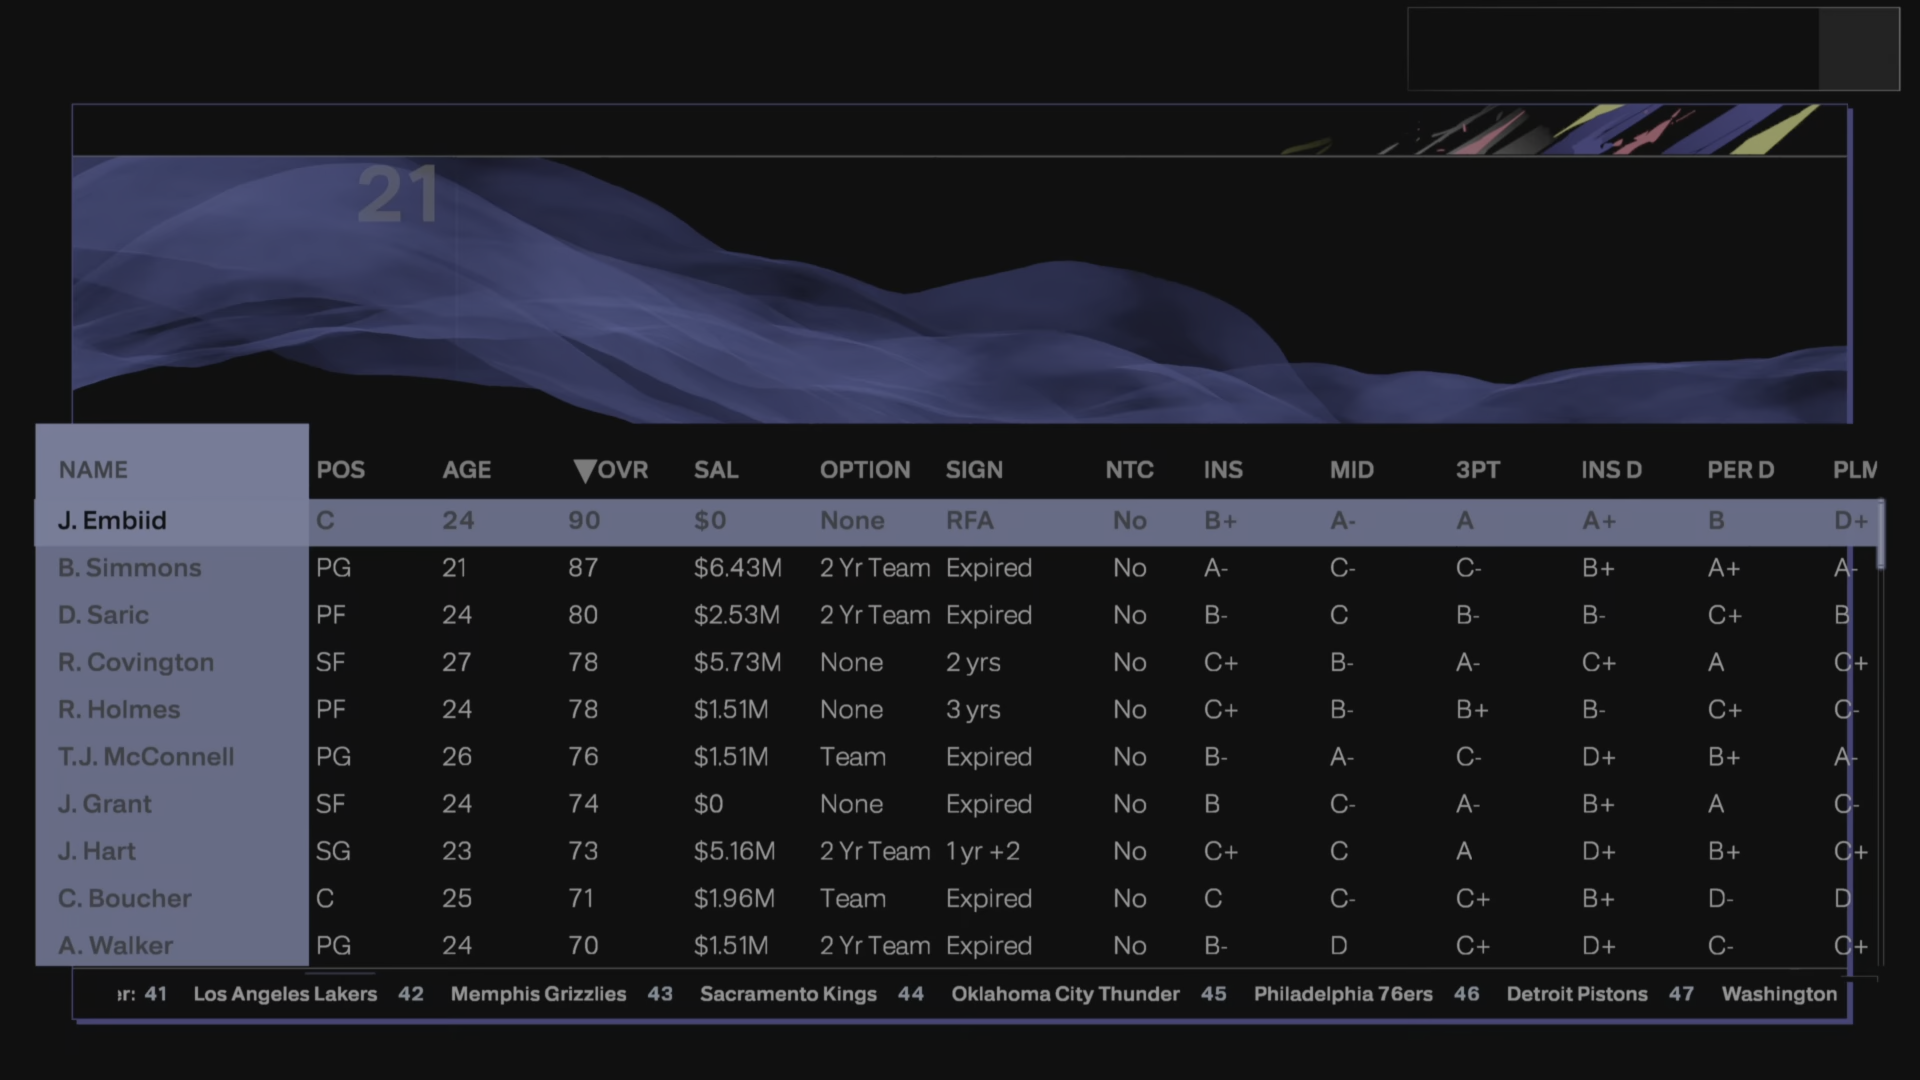 21
NAME POS AGE ▼OVR SAL OPTION SIGN NTC INS MID 3PT INS D PER D PLM
J. Embiid C 24 90 $0 None RFA No B+ A- A A+ B D+
B. Simmons PG 21 87 $6.43M 2 Yr Team Expired No A- C- C- B+ A+ A-
D. Saric PF 24 80 $2.53M 2 Yr Team Expired No B- C B- B- C+ B
R. Covington SF 27 78 $5.73M None 2 yrs No C+ B- A- C+ A C+
R. Holmes PF 24 78 $1.51M None 3 yrs No C+ B- B+ B- C+ C-
T.J. McConnell PG 26 76 $1.51M Team Expired No B- A- C- D+ B+ A-
J. Grant SF 24 74 $0 None Expired No B C- A- B+ A C-
J. Hart SG 23 73 $5.16M 2 Yr Team 1 yr +2 No C+ C A D+ B+ C+
C. Boucher C 25 71 $1.96M Team Expired No C C- C+ B+ D- D
A. Walker PG 24 70 $1.51M 2 Yr Team Expired No B- D C+ D+ C- C+
er: 41 Los Angeles Lakers 42 Memphis Grizzlies 43 Sacramento Kings 44 Oklahoma City Thunder 45 Philadelphia 76ers 46 Detroit Pistons 47 Washington